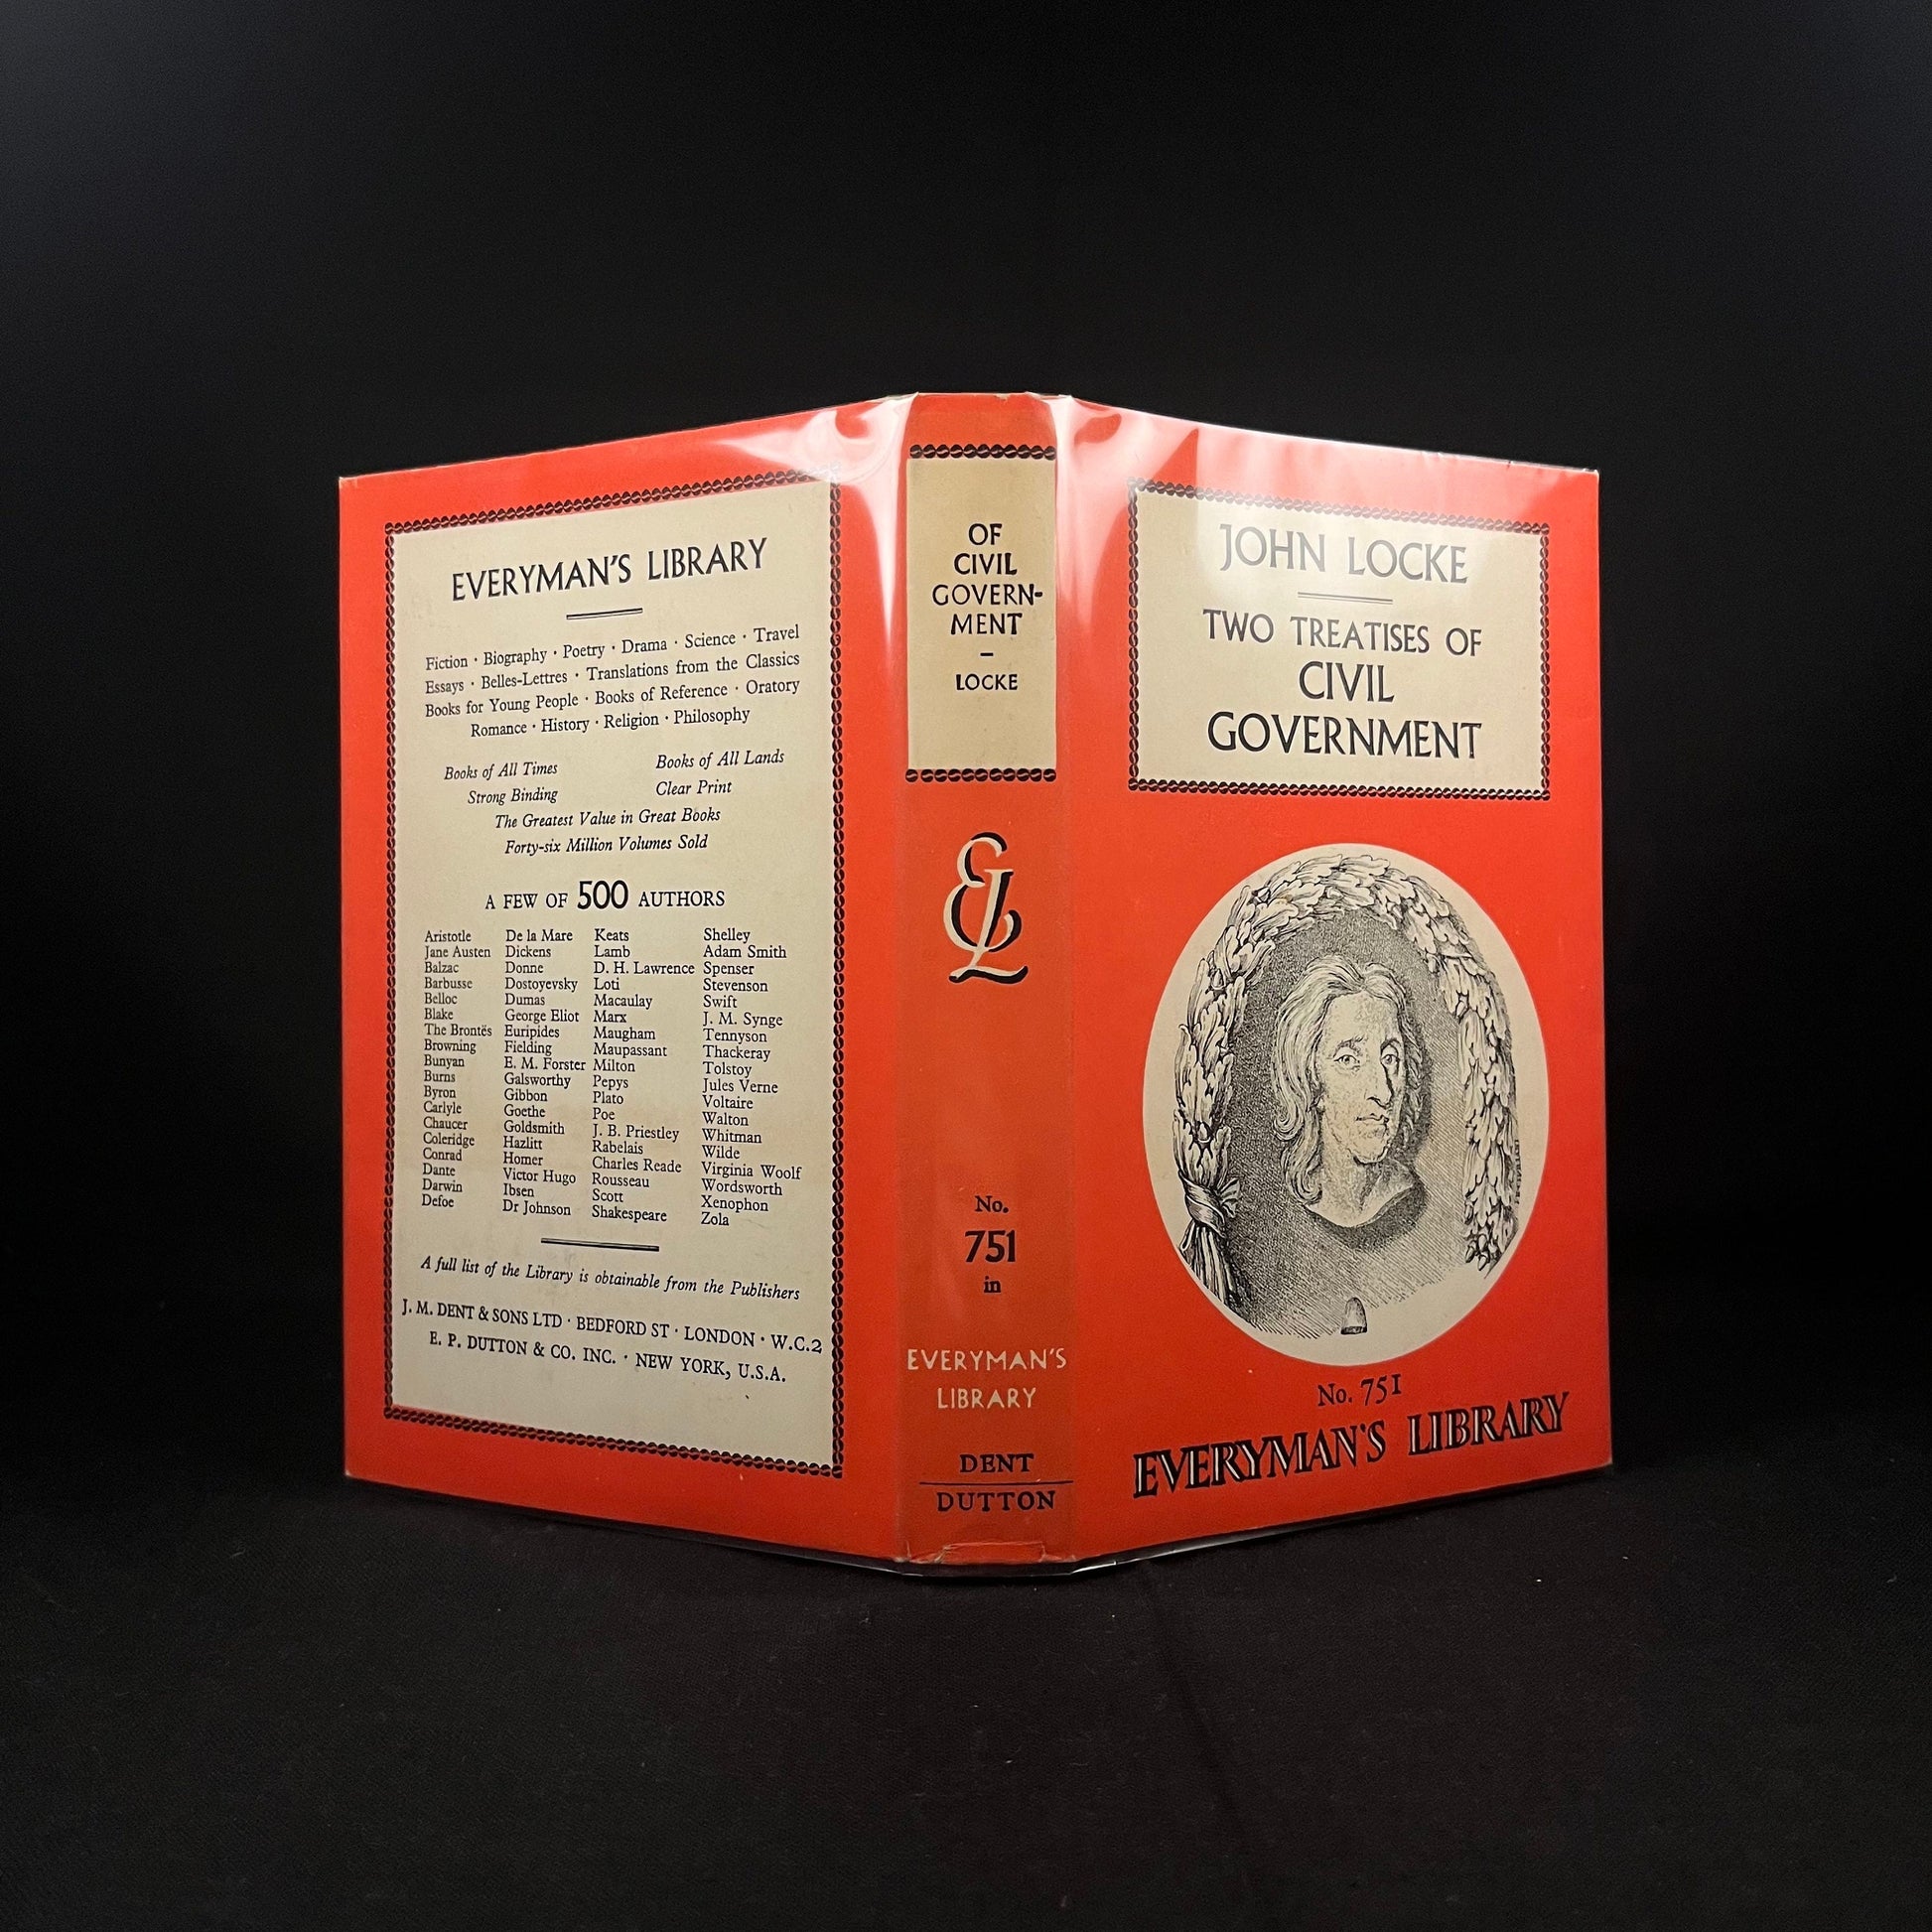 EVERYMAN'S LIBRARY
Fiction · Biography · Poetry · Drama · Science · Travel
Essays · Belles-Lettres · Translations from the Classics
Books for Young People · Books of Reference · Oratory
Romance · History · Religion · Philosophy
Books of All Times Books of All Lands
Strong Binding Clear Print
The Greatest Value in Great Books
Forty-six Million Volumes Sold
A FEW OF 500 AUTHORS
Aristotle
Jane Austen
Balzac
Barbusse
Belloc
Blake
The Brontës
Browning
Bunyan
Burns
Byron
Carlyle
Chaucer
Coleridge
Conrad
Dante
Darwin
Defoe
De la Mare
Dickens
Donne
Dostoyevsky
Dumas
George Eliot
Euripides
Fielding
E. M. Forster
Galsworthy
Gibbon
Goethe
Goldsmith
Hazlitt
Homer
Victor Hugo
Ibsen
Dr Johnson
Keats
Lamb
D. H. Lawrence
Loti
Macaulay
Marx
Maugham
Maupassant
Milton
Pepys
Plato
Poe
J. B. Priestley
Rabelais
Charles Reade
Rousseau
Scott
Shakespeare
Shelley
Adam Smith
Spenser
Stevenson
Swift
J. M. Synge
Tennyson
Thackeray
Tolstoy
Jules Verne
Voltaire
Walton
Whitman
Wilde
Virginia Woolf
Wordsworth
Xenophon
Zola
A full list of the Library is obtainable from the Publishers
J. M. DENT & SONS LTD · BEDFORD ST · LONDON · W.C.2
E. P. DUTTON & CO. INC. · NEW YORK, U.S.A.
OF
CIVIL
GOVERN-
MENT
–
LOCKE
EL
No.
751
in
EVERYMAN'S
LIBRARY
DENT
DUTTON
JOHN LOCKE
TWO TREATISES OF
CIVIL
GOVERNMENT
No. 751
EVERYMAN'S LIBRARY